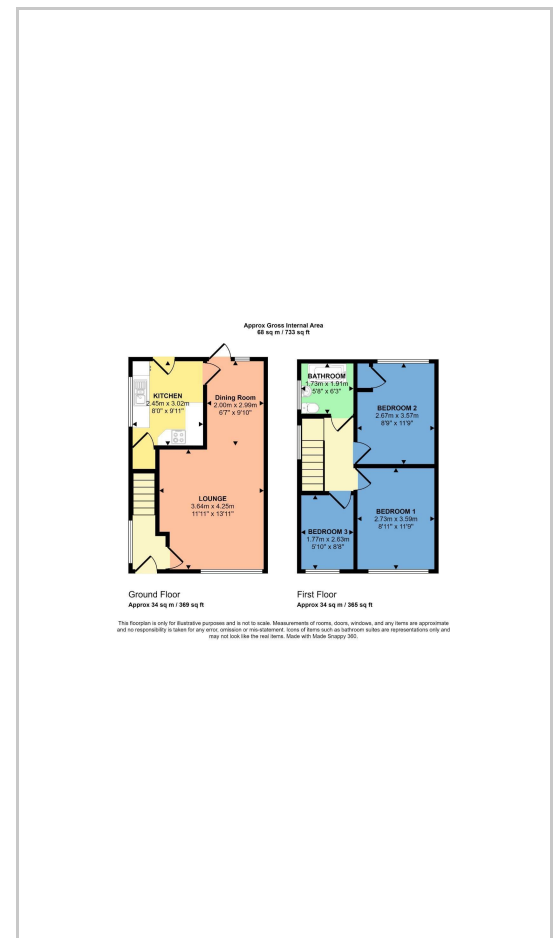 Approx Gross Internal Area
68 sq m / 733 sq ft
KITCHEN
2.45m x 3.02m
8'0" x 9'11"
Dining Room
2.00m x 2.99m
6'7" x 9'10"
LOUNGE
3.64m x 4.25m
11'11" x 13'11"
Ground Floor
Approx 34 sq m / 369 sq ft
BATHROOM
1.73m x 1.91m
5'8" x 6'3"
BEDROOM 2
2.67m x 3.57m
8'9" x 11'9"
BEDROOM 1
2.73m x 3.59m
8'11" x 11'9"
BEDROOM 3
1.77m x 2.63m
5'10" x 8'8"
First Floor
Approx 34 sq m / 365 sq ft
This floorplan is only for illustrative purposes and is not to scale. Measurements of rooms, doors, windows, and any items are approximate
and no responsibility is taken for any error, omission or mis-statement. Icons of items such as bathroom suites are representations only and
may not look like the real items. Made with Made Snappy 360.